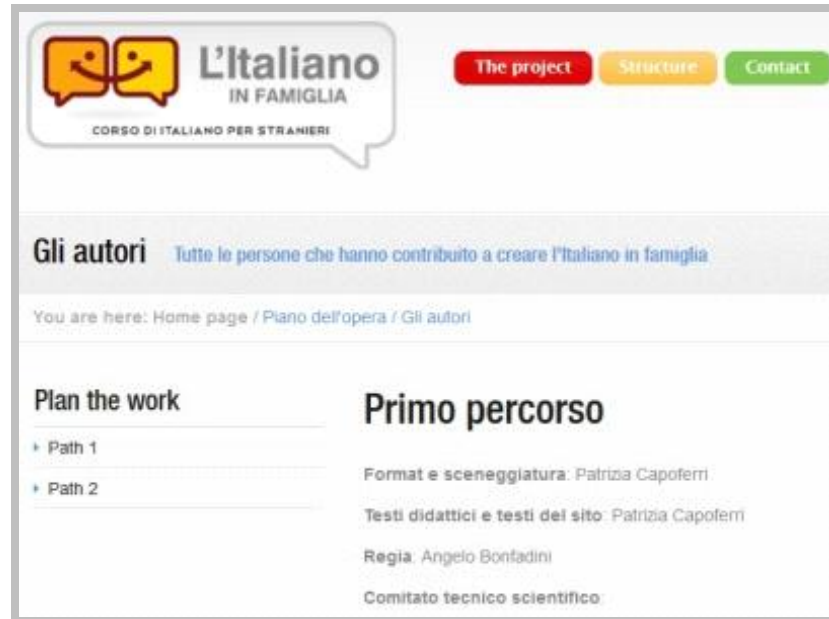 L'Italiano
IN FAMIGLIA
CORSO DI ITALIANO PER STRANIERI
The project Structure Contact
Gli autori Tutte le persone che hanno contribuito a creare l'Italiano in famiglia
You are here: Home page / Piano dell'opera / Gli autori
Plan the work
Path 1
Path 2
Primo percorso
Format e sceneggiatura: Patrizia Capoferri
Testi didattici e testi del sito: Patrizia Capoferri
Regia: Angelo Bonfadini
Comitato tecnico scientifico: